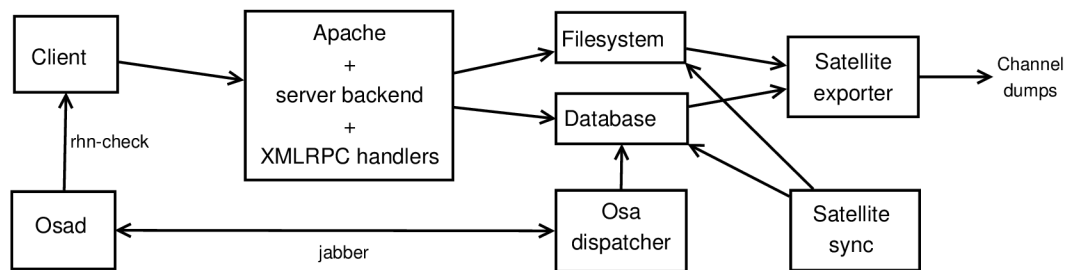 Client
Apache
+
server backend
+
XMLRPC handlers
Filesystem
Database
Satellite
exporter
Channel
dumps
rhn-check
Osad
jabber
Osa
dispatcher
Satellite
sync